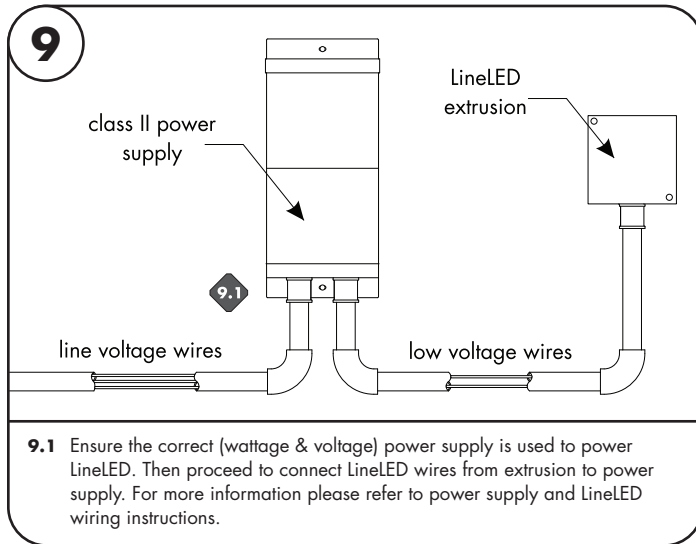 9
class II power
supply
LineLED
extrusion
9.1
line voltage wires
low voltage wires
9.1 Ensure the correct (wattage & voltage) power supply is used to power
LineLED. Then proceed to connect LineLED wires from extrusion to power
supply. For more information please refer to power supply and LineLED
wiring instructions.